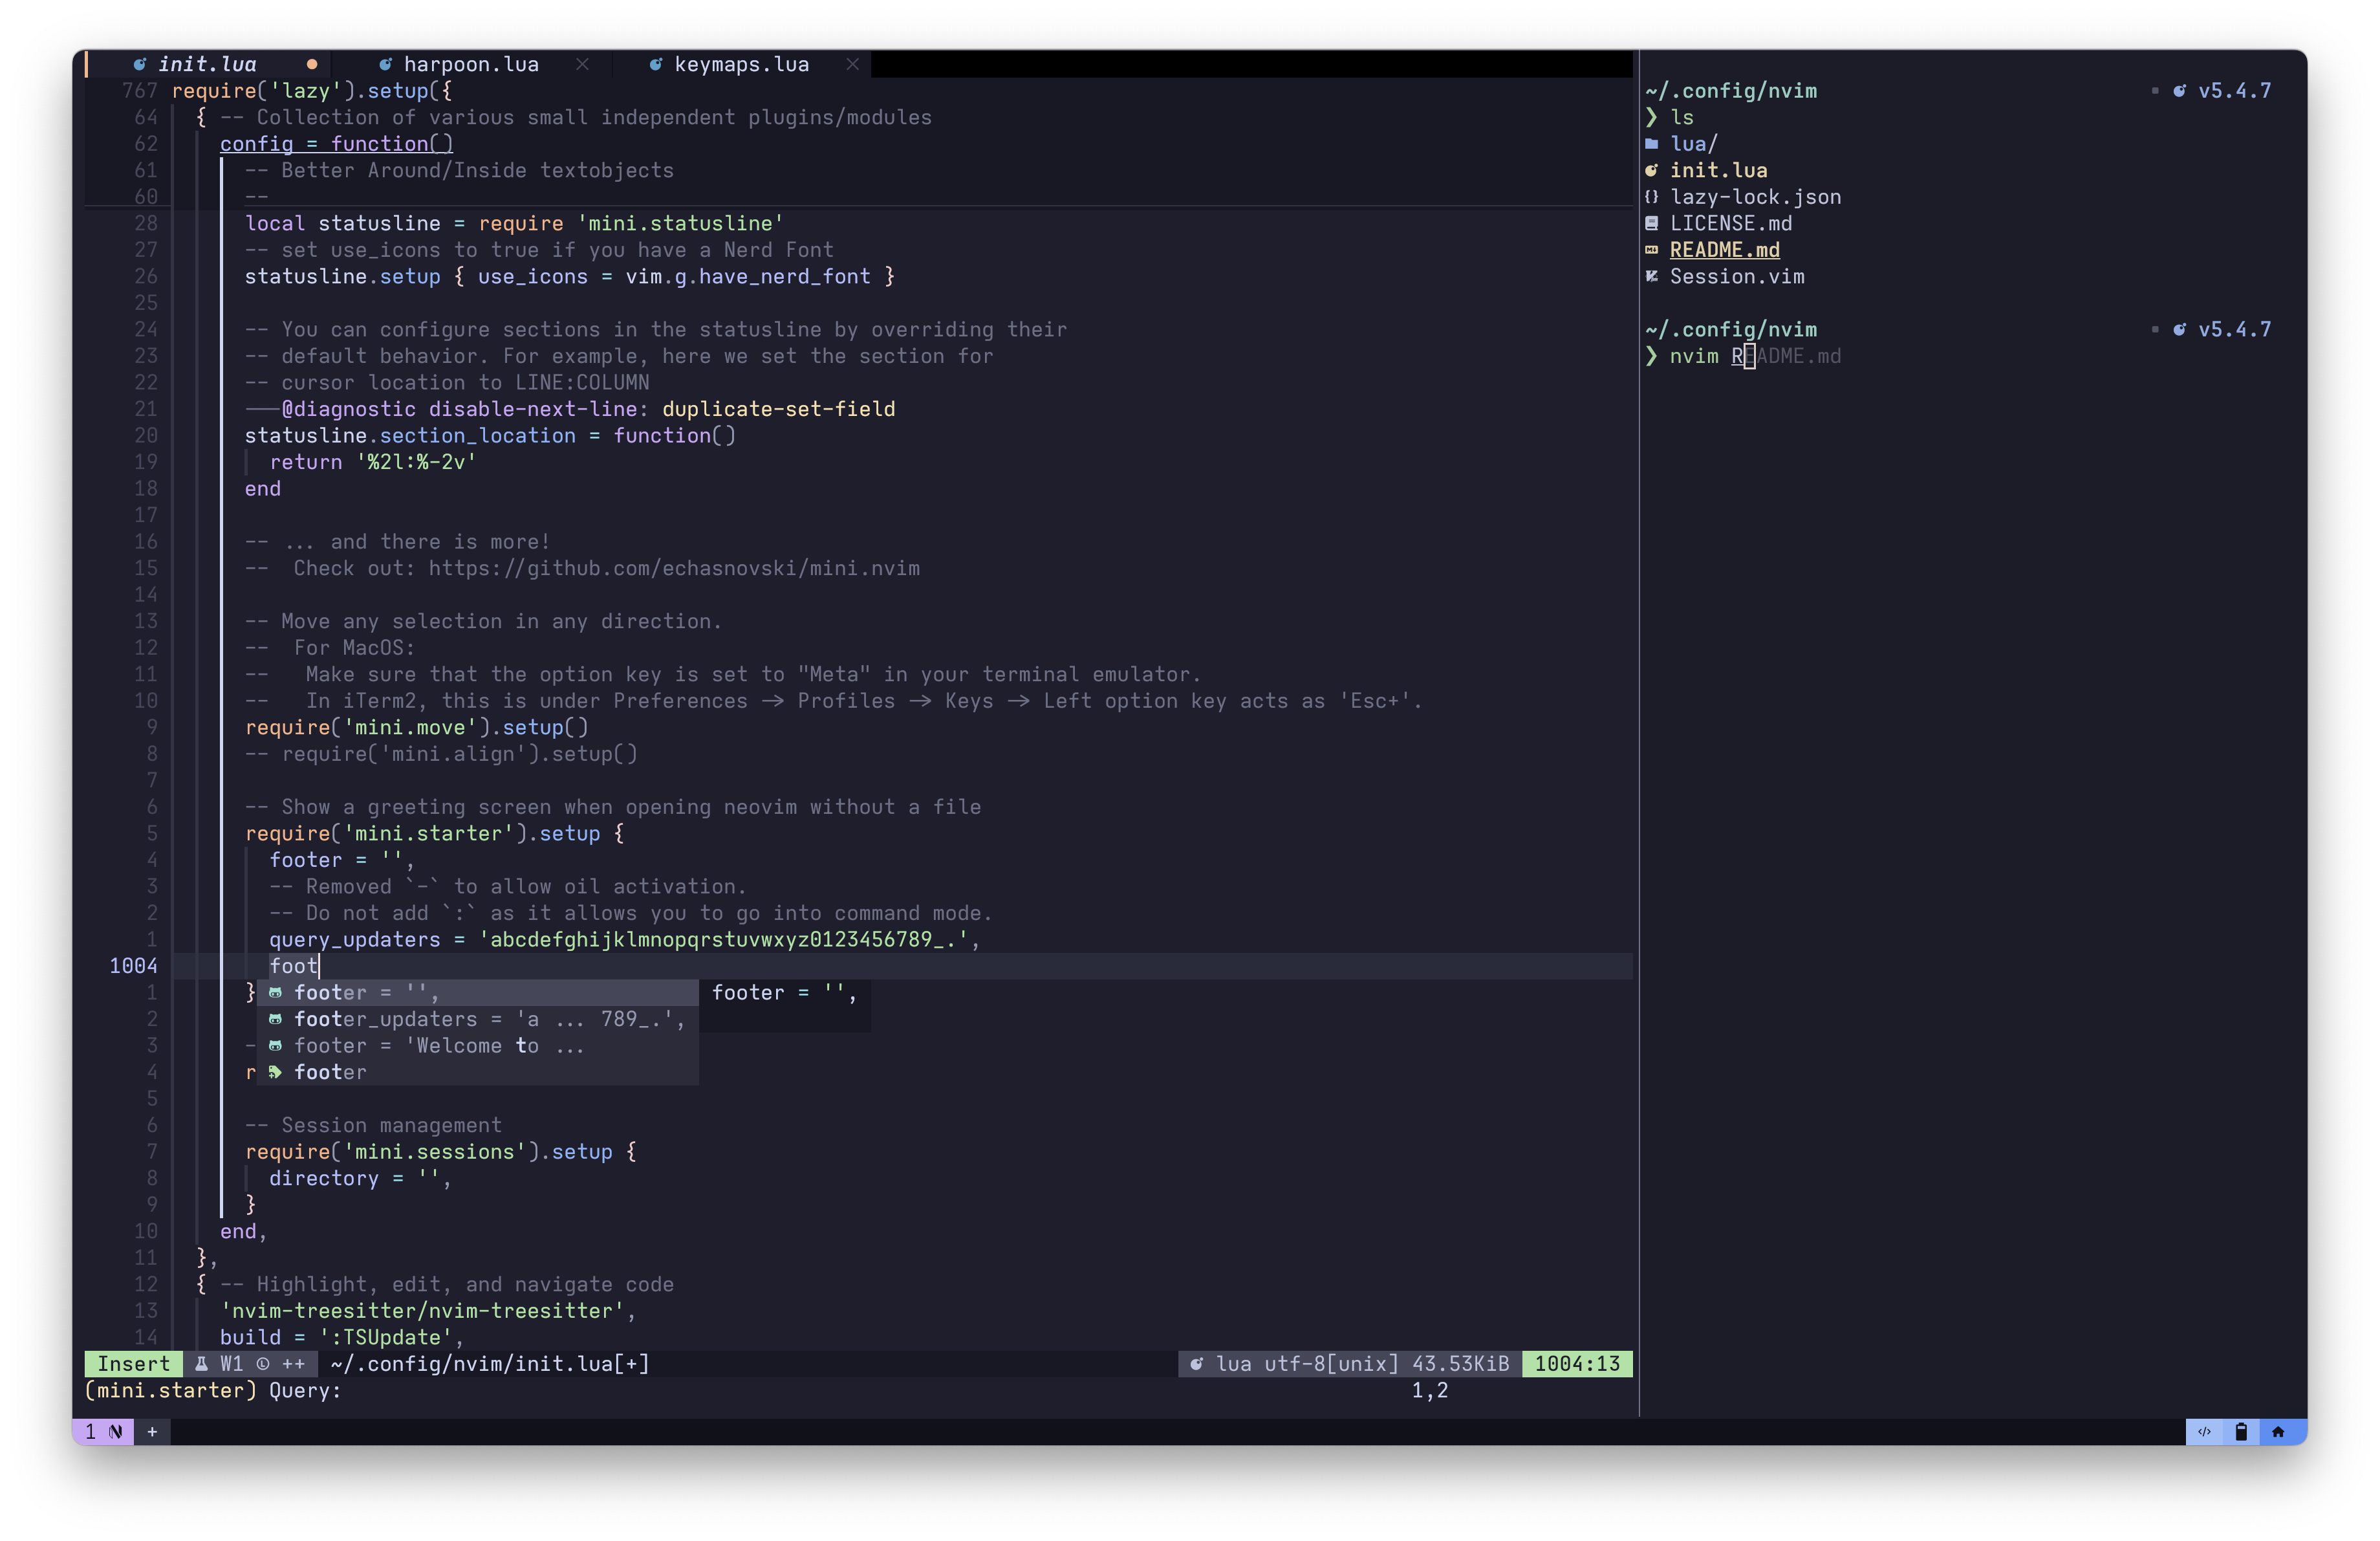 init.lua harpoon.lua keymaps.lua
767 require('lazy').setup({
64 { -- Collection of various small independent plugins/modules
62 config = function()
61 -- Better Around/Inside textobjects
60 --
28 local statusline = require 'mini.statusline'
27 -- set use_icons to true if you have a Nerd Font
26 statusline.setup { use_icons = vim.g.have_nerd_font }
25
24 -- You can configure sections in the statusline by overriding their
23 -- default behavior. For example, here we set the section for
22 -- cursor location to LINE:COLUMN
21 ---@diagnostic disable-next-line: duplicate-set-field
20 statusline.section_location = function()
19 return '%2l:%-2v'
18 end
17
16 -- ... and there is more!
15 --  Check out: https://github.com/echasnovski/mini.nvim
14
13 -- Move any selection in any direction.
12 --  For MacOS:
11 --   Make sure that the option key is set to "Meta" in your terminal emulator.
10 --   In iTerm2, this is under Preferences -> Profiles -> Keys -> Left option key acts as 'Esc+'.
9 require('mini.move').setup()
8 -- require('mini.align').setup()
7
6 -- Show a greeting screen when opening neovim without a file
5 require('mini.starter').setup {
4 footer = '',
3 -- Removed `-` to allow oil activation.
2 -- Do not add `:` as it allows you to go into command mode.
1 query_updaters = 'abcdefghijklmnopqrstuvwxyz0123456789_.',
1004 foot
1 } footer = '', footer = '',
2 footer_updaters = 'a ... 789_.',
3 - footer = 'Welcome to ...
4 r footer
5
6 -- Session management
7 require('mini.sessions').setup {
8 directory = '',
9 }
10 end,
11 },
12 { -- Highlight, edit, and navigate code
13 'nvim-treesitter/nvim-treesitter',
14 build = ':TSUpdate',
Insert W1 ++ ~/.config/nvim/init.lua[+] lua utf-8[unix] 43.53KiB 1004:13
(mini.starter) Query: 1,2
1 +
~/.config/nvim v5.4.7
❯ ls
lua/
init.lua
lazy-lock.json
LICENSE.md
README.md
Session.vim
~/.config/nvim v5.4.7
❯ nvim README.md